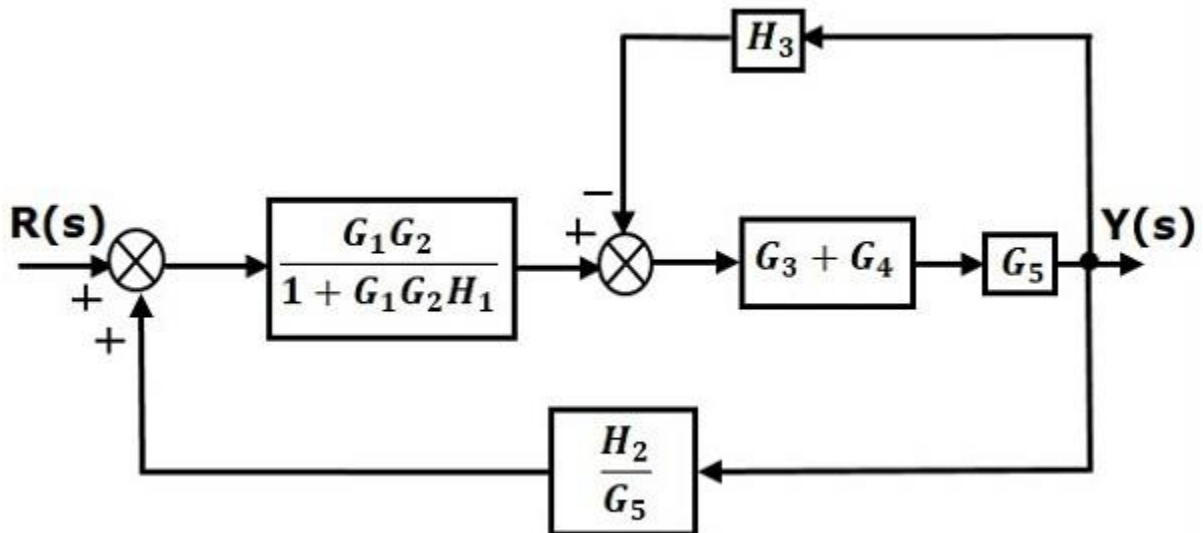 H₃
−
R(s)
+
+
G₁G₂
1 + G₁G₂H₁
+
G₃ + G₄
G₅
Y(s)
+
H₂
G₅